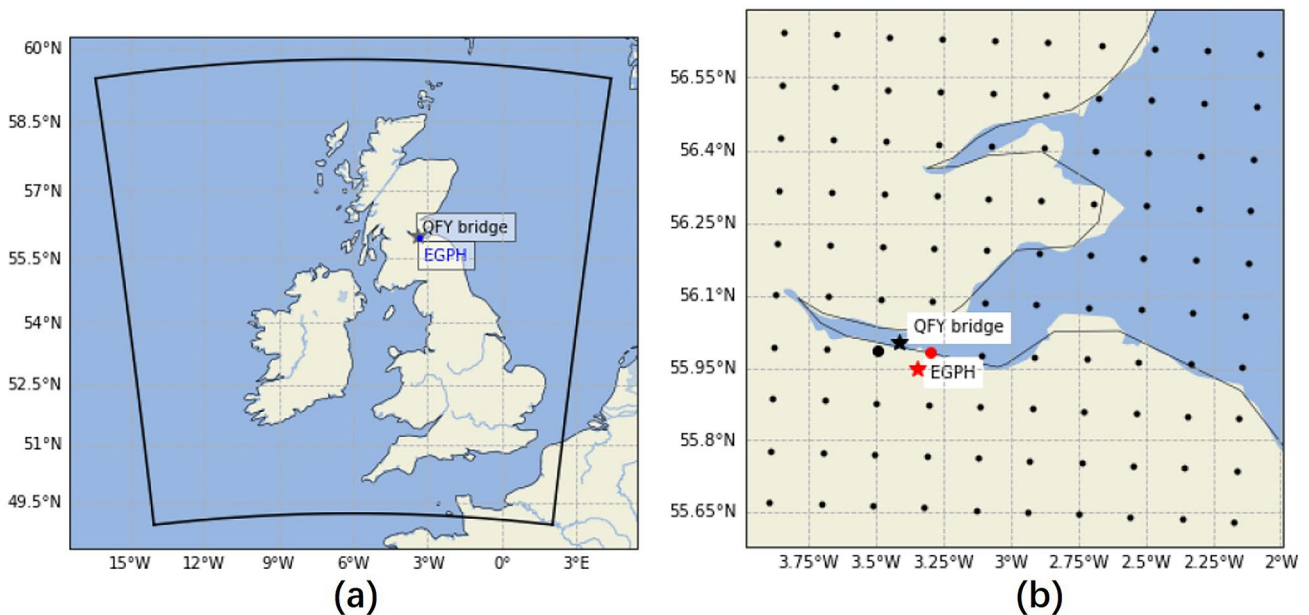 60°N
58.5°N
57°N
55.5°N
54°N
52.5°N
51°N
49.5°N
15°W 12°W 9°W 6°W 3°W 0° 3°E
QFY bridge
EGPH
(a)
56.55°N
56.4°N
56.25°N
56.1°N
55.95°N
55.8°N
55.65°N
3.75°W 3.5°W 3.25°W 3°W 2.75°W 2.5°W 2.25°W 2°W
QFY bridge
EGPH
(b)